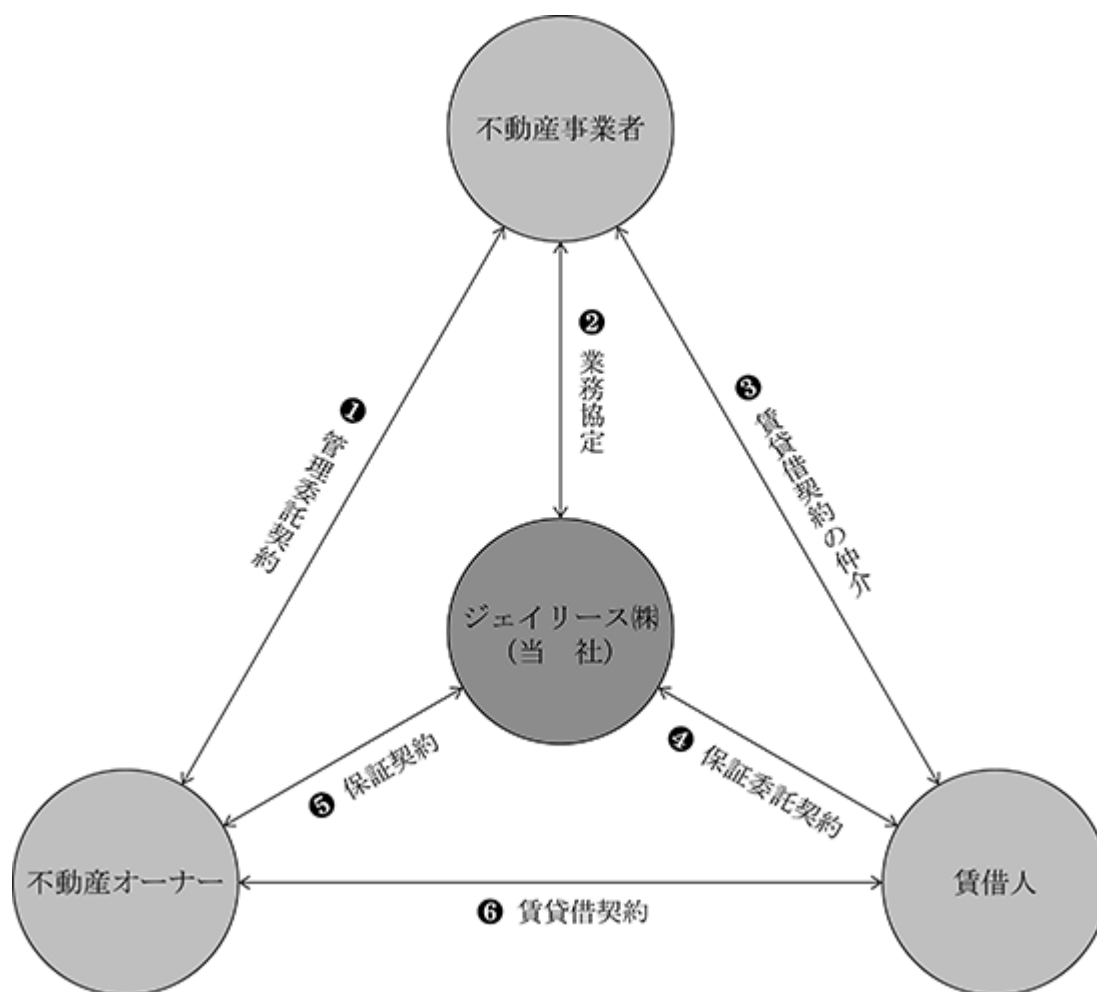 不動産事業者
❶ 管理委託契約
❷ 業務協定
❸ 賃貸借契約の仲介
ジェイリース㈱
（当　社）
❹ 保証委託契約
❺ 保証契約
不動産オーナー
賃借人
❻ 賃貸借契約